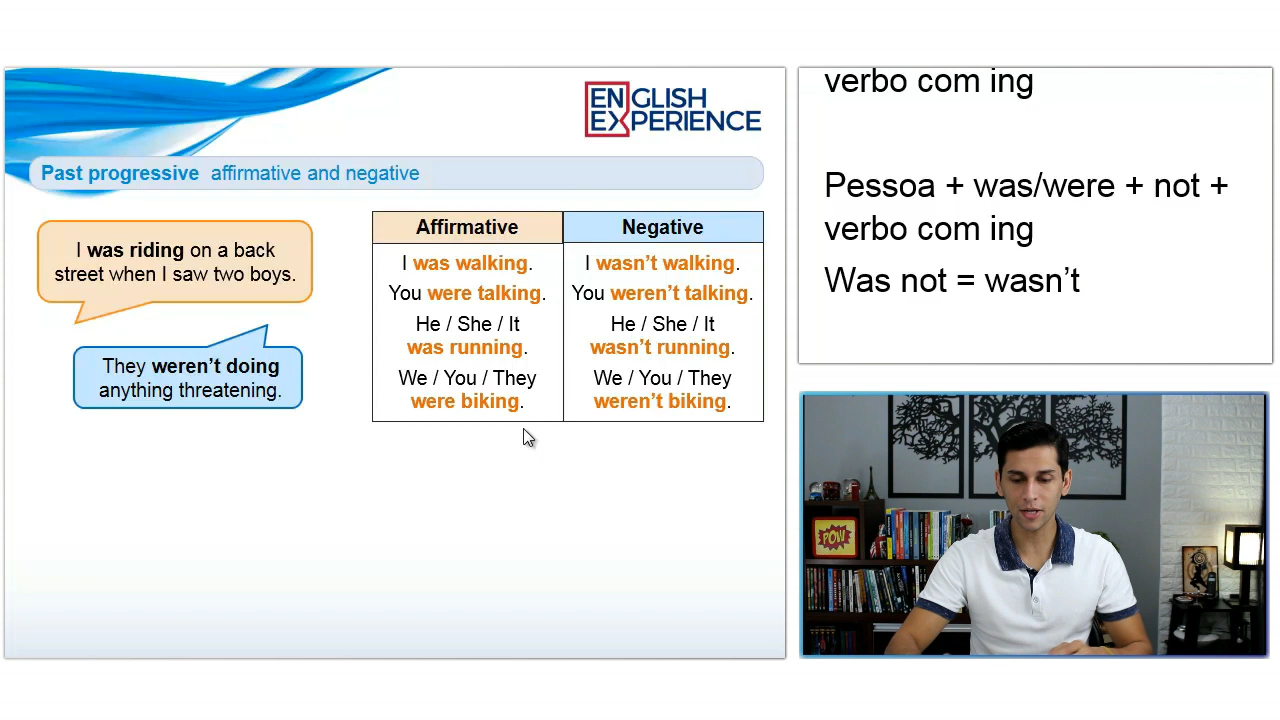 ENGLISH
EXPERIENCE
Past progressive affirmative and negative
I was riding on a back
street when I saw two boys.
They weren’t doing
anything threatening.
Affirmative Negative
I was walking. I wasn’t walking.
You were talking. You weren’t talking.
He / She / It He / She / It
was running. wasn’t running.
We / You / They We / You / They
were biking. weren’t biking.
verbo com ing
Pessoa + was/were + not +
verbo com ing
Was not = wasn’t
POW